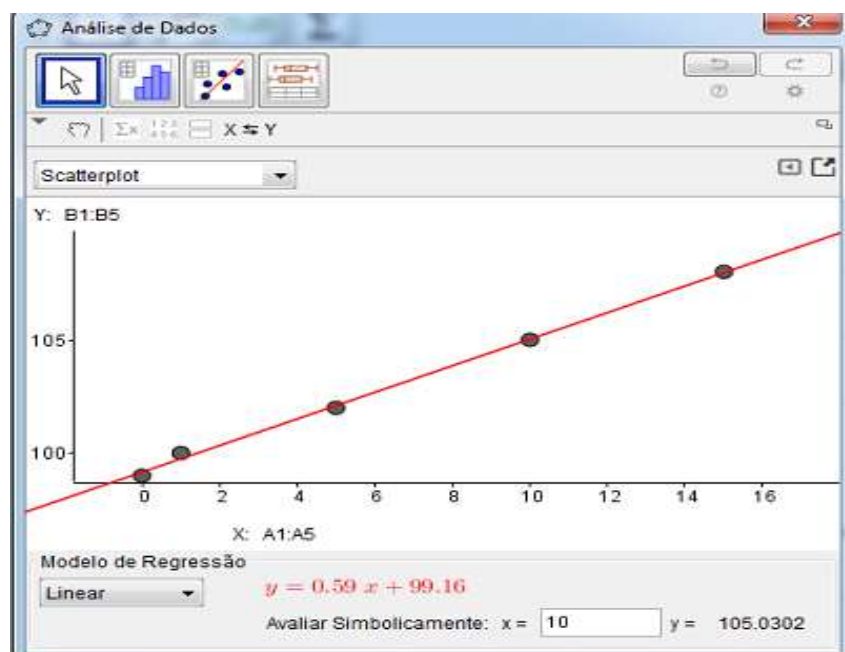 Análise de Dados
X ⇆ Y
Scatterplot
Y: B1:B5
105
100
0 2 4 6 8 10 12 14 16
X: A1:A5
Modelo de Regressão
Linear
y = 0.59 x + 99.16
Avaliar Simbolicamente: x = 10 y = 105.0302